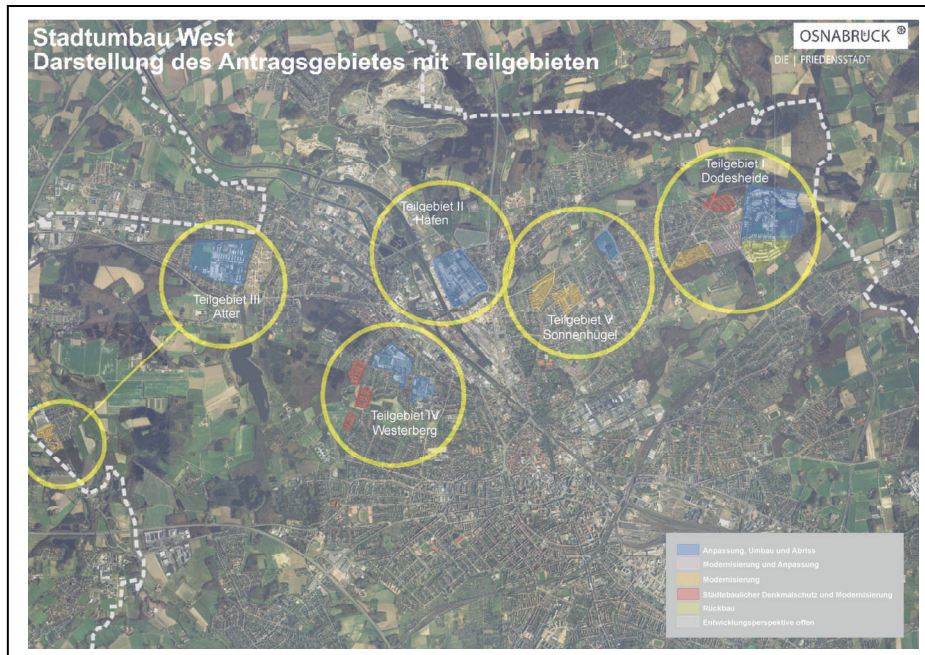 Stadtumbau West
Darstellung des Antragsgebietes mit Teilgebieten
OSNABRÜCK
DIE | FRIEDENSSTADT
Teilgebiet I
Dodesheide
Teilgebiet II
Hafen
Teilgebiet III
Atter
Teilgebiet V
Sonnenhügel
Teilgebiet IV
Westerberg
Anpassung, Umbau und Abriss
Modernisierung und Anpassung
Modernisierung
Städtebaulicher Denkmalschutz und Modernisierung
Rückbau
Entwicklungsperspektive offen